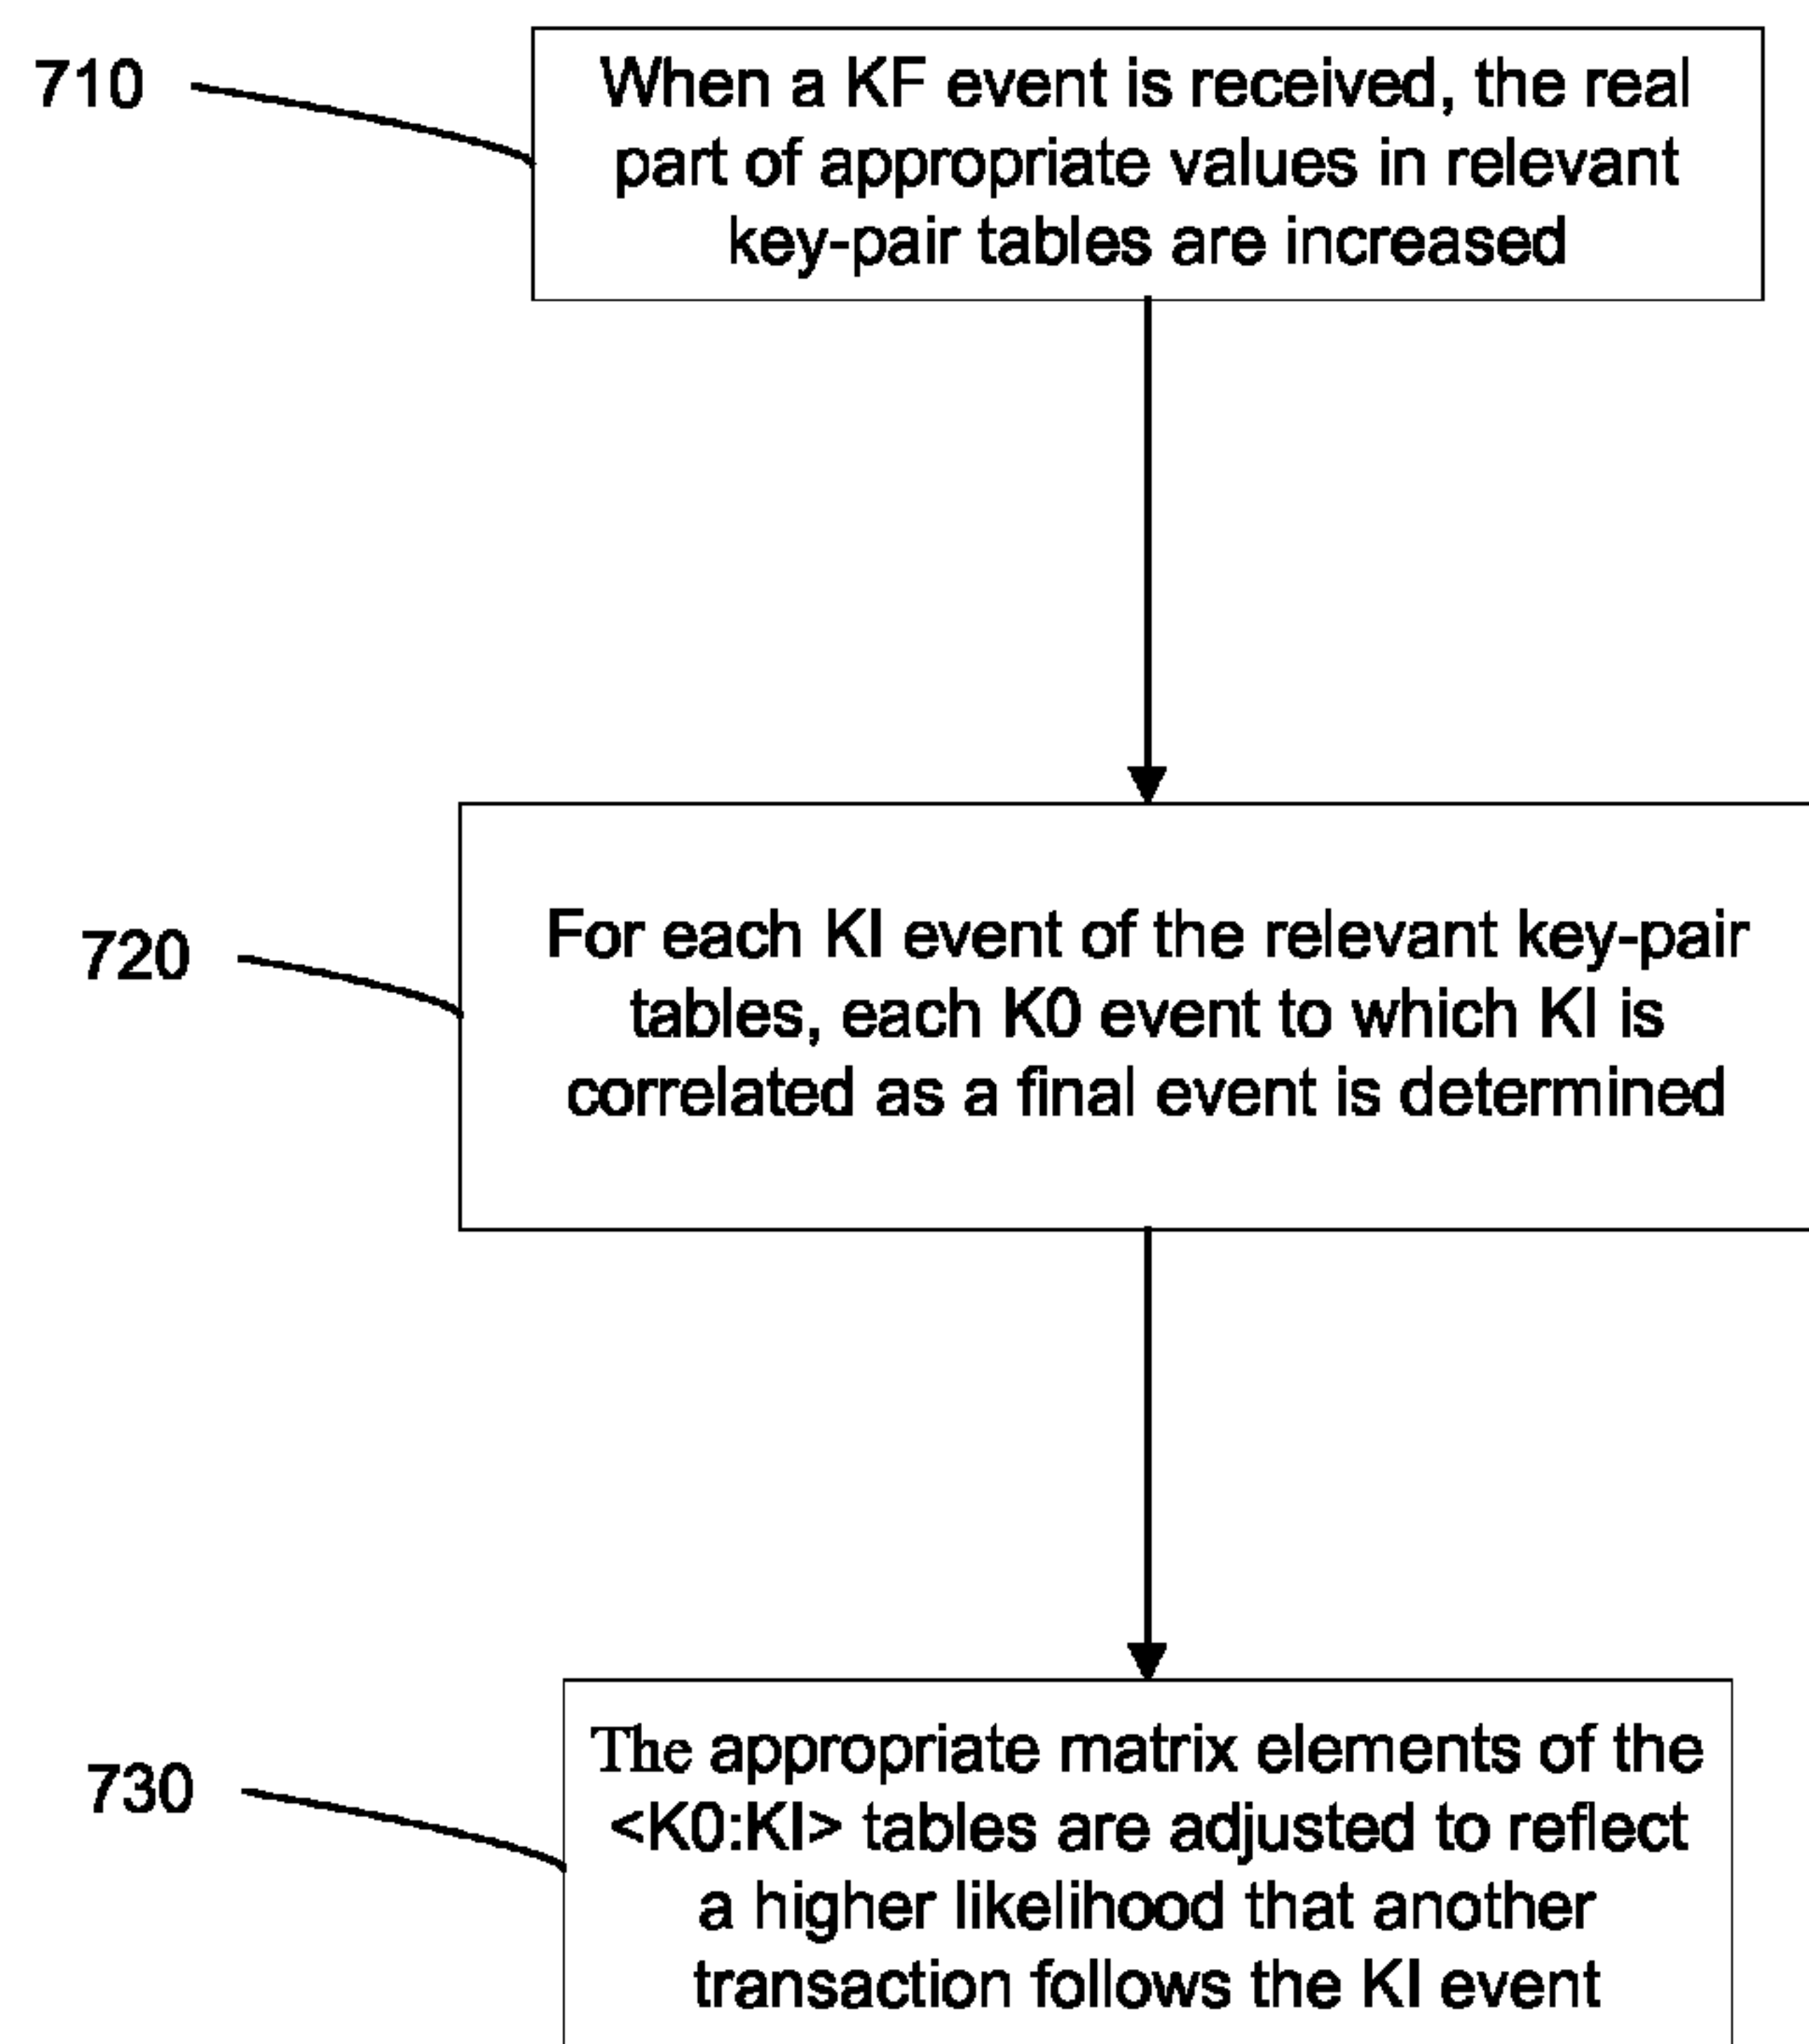 710
When a KF event is received, the real
part of appropriate values in relevant
key-pair tables are increased
720
For each KI event of the relevant key-pair
tables, each K0 event to which KI is
correlated as a final event is determined
730
The appropriate matrix elements of the
<K0:KI> tables are adjusted to reflect
a higher likelihood that another
transaction follows the KI event